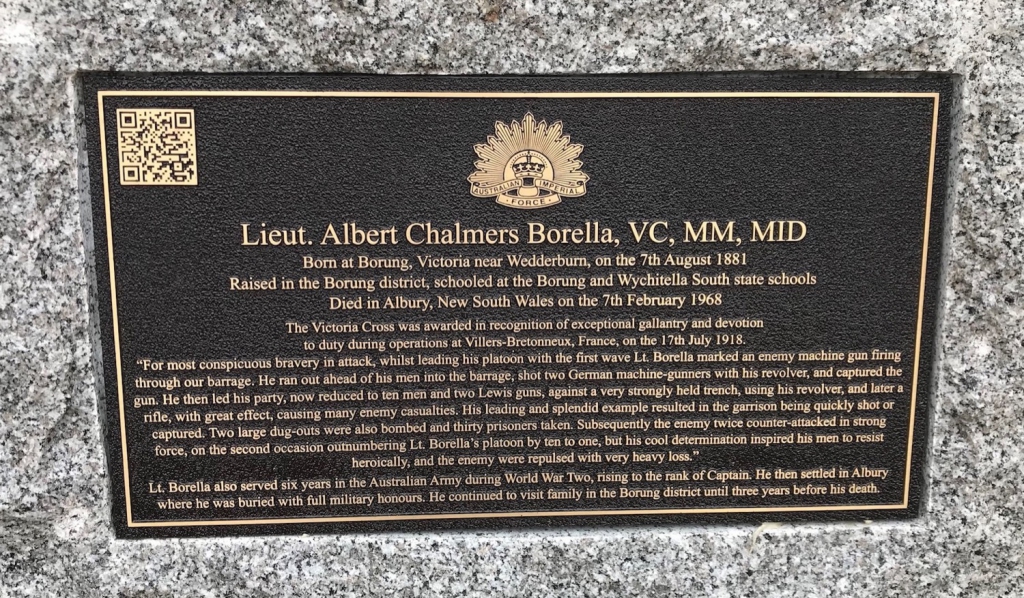 AUSTRALIAN IMPERIAL
FORCE
Lieut. Albert Chalmers Borella, VC, MM, MID
Born at Borung, Victoria near Wedderburn, on the 7th August 1881
Raised in the Borung district, schooled at the Borung and Wychitella South state schools
Died in Albury, New South Wales on the 7th February 1968
The Victoria Cross was awarded in recognition of exceptional gallantry and devotion
to duty during operations at Villers-Bretonneux, France, on the 17th July 1918.
“For most conspicuous bravery in attack, whilst leading his platoon with the first wave Lt. Borella marked an enemy machine gun firing
through our barrage. He ran out ahead of his men into the barrage, shot two German machine-gunners with his revolver, and captured the
gun. He then led his party, now reduced to ten men and two Lewis guns, against a very strongly held trench, using his revolver, and later a
rifle, with great effect, causing many enemy casualties. His leading and splendid example resulted in the garrison being quickly shot or
captured. Two large dug-outs were also bombed and thirty prisoners taken. Subsequently the enemy twice counter-attacked in strong
force, on the second occasion outnumbering Lt. Borella’s platoon by ten to one, but his cool determination inspired his men to resist
heroically, and the enemy were repulsed with very heavy loss.”
Lt. Borella also served six years in the Australian Army during World War Two, rising to the rank of Captain. He then settled in Albury
where he was buried with full military honours. He continued to visit family in the Borung district until three years before his death.